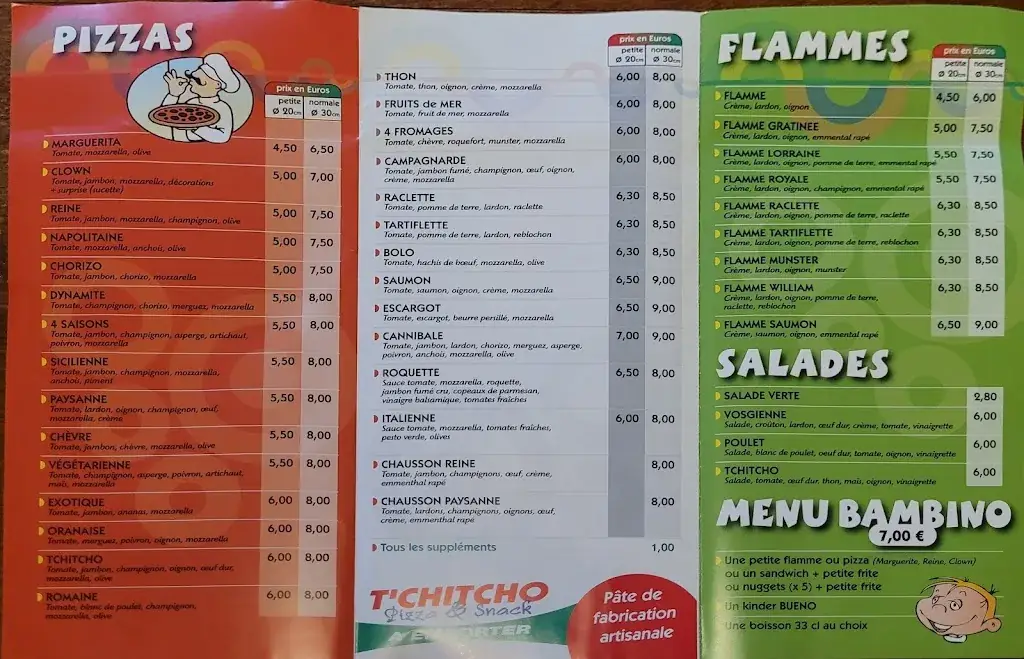 PIZZAS
prix en Euros
petite normale
Ø 20cm Ø 30cm
MARGUERITA 4,50 6,50
Tomate, mozzarella, olive
CLOWN 5,00 7,00
Tomate, jambon, mozzarella, décorations
+ surprise (sucette)
REINE 5,00 7,50
Tomate, jambon, mozzarella, champignon, olive
NAPOLITAINE 5,00 7,50
Tomate, mozzarella, anchois, olive
CHORIZO 5,00 7,50
Tomate, jambon, chorizo, mozzarella
DYNAMITE 5,50 8,00
Tomate, champignon, chorizo, merguez, mozzarella
4 SAISONS 5,50 8,00
Tomate, jambon, champignon, asperge, artichaut,
poivron, mozzarella
SICILIENNE 5,50 8,00
Tomate, jambon, champignon, mozzarella,
anchois, piment
PAYSANNE 5,50 8,00
Tomate, lardon, oignon, champignon, œuf,
mozzarella, crème
CHÈVRE 5,50 8,00
Tomate, jambon, chèvre, mozzarella, olive
VÉGÉTARIENNE 5,50 8,00
Tomate, champignon, asperge, poivron, artichaut,
maïs, mozzarella
EXOTIQUE 6,00 8,00
Tomate, jambon, ananas, mozzarella
ORANAISE 6,00 8,00
Tomate, merguez, poivron, oignon, mozzarella
TCHITCHO 6,00 8,00
Tomate, jambon, champignon, oignon, œuf dur,
mozzarella, olive
ROMAINE 6,00 8,00
Tomate, blanc de poulet, champignon,
mozzarella, olive
prix en Euros
petite normale
Ø 20cm Ø 30cm
THON 6,00 8,00
Tomate, thon, oignon, crème, mozzarella
FRUITS de MER 6,00 8,00
Tomate, fruit de mer, mozzarella
4 FROMAGES 6,00 8,00
Tomate, chèvre, roquefort, munster, mozzarella
CAMPAGNARDE 6,00 8,00
Tomate, jambon fumé, champignon, œuf, oignon,
crème, mozzarella
RACLETTE 6,30 8,50
Tomate, pomme de terre, lardon, raclette
TARTIFLETTE 6,30 8,50
Tomate, pomme de terre, lardon, reblochon
BOLO 6,30 8,50
Tomate, hachis de bœuf, mozzarella, olive
SAUMON 6,50 9,00
Tomate, saumon, oignon, crème, mozzarella
ESCARGOT 6,50 9,00
Tomate, escargot, beurre persillé, mozzarella
CANNIBALE 7,00 9,00
Tomate, jambon, lardon, chorizo, merguez, asperge,
poivron, anchois, mozzarella, olive
ROQUETTE 6,50 8,00
Sauce tomate, mozzarella, roquette,
jambon fumé cru, copeaux de parmesan,
vinaigre balsamique, tomates fraîches
ITALIENNE 6,00 8,00
Sauce tomate, mozzarella, tomates fraîches,
pesto verde, olives
CHAUSSON REINE 8,00
Tomate, jambon, champignons, œuf, crème,
emmenthal rapé
CHAUSSON PAYSANNE 8,00
Tomate, lardons, champignons, oignons, œuf,
crème, emmenthal rapé
Tous les suppléments 1,00
T'CHITCHO
Pizza & Snack
A EMPORTER
Pâte de
fabrication
artisanale
FLAMMES
prix en Euros
petite normale
Ø 20cm Ø 30cm
FLAMME 4,50 6,00
Crème, lardon, oignon
FLAMME GRATINEE 5,00 7,50
Crème, lardon, oignon, emmental rapé
FLAMME LORRAINE 5,50 7,50
Crème, lardon, oignon, pomme de terre, emmental rapé
FLAMME ROYALE 5,50 7,50
Crème, lardon, oignon, champignon, emmental rapé
FLAMME RACLETTE 6,30 8,50
Crème, lardon, oignon, pomme de terre, raclette
FLAMME TARTIFLETTE 6,30 8,50
Crème, lardon, oignon, pomme de terre, reblochon
FLAMME MUNSTER 6,30 8,50
Crème, lardon, oignon, munster
FLAMME WILLIAM 6,30 8,50
Crème, lardon, oignon, pomme de terre,
raclette, reblochon
FLAMME SAUMON 6,50 9,00
Crème, saumon, oignon, emmental rapé
SALADES
SALADE VERTE 2,80
VOSGIENNE 6,00
Salade, croûton, lardon, œuf dur, crème, tomate, vinaigrette
POULET 6,00
Salade, blanc de poulet, oeuf dur, tomate, oignon, vinaigrette
TCHITCHO 6,00
Salade, tomate, œuf dur, thon, maïs, oignon, vinaigrette
MENU BAMBINO
7,00 €
Une petite flamme ou pizza (Marguerite, Reine, Clown)
ou un sandwich + petite frite
ou nuggets (x 5) + petite frite
Un kinder BUENO
Une boisson 33 cl au choix